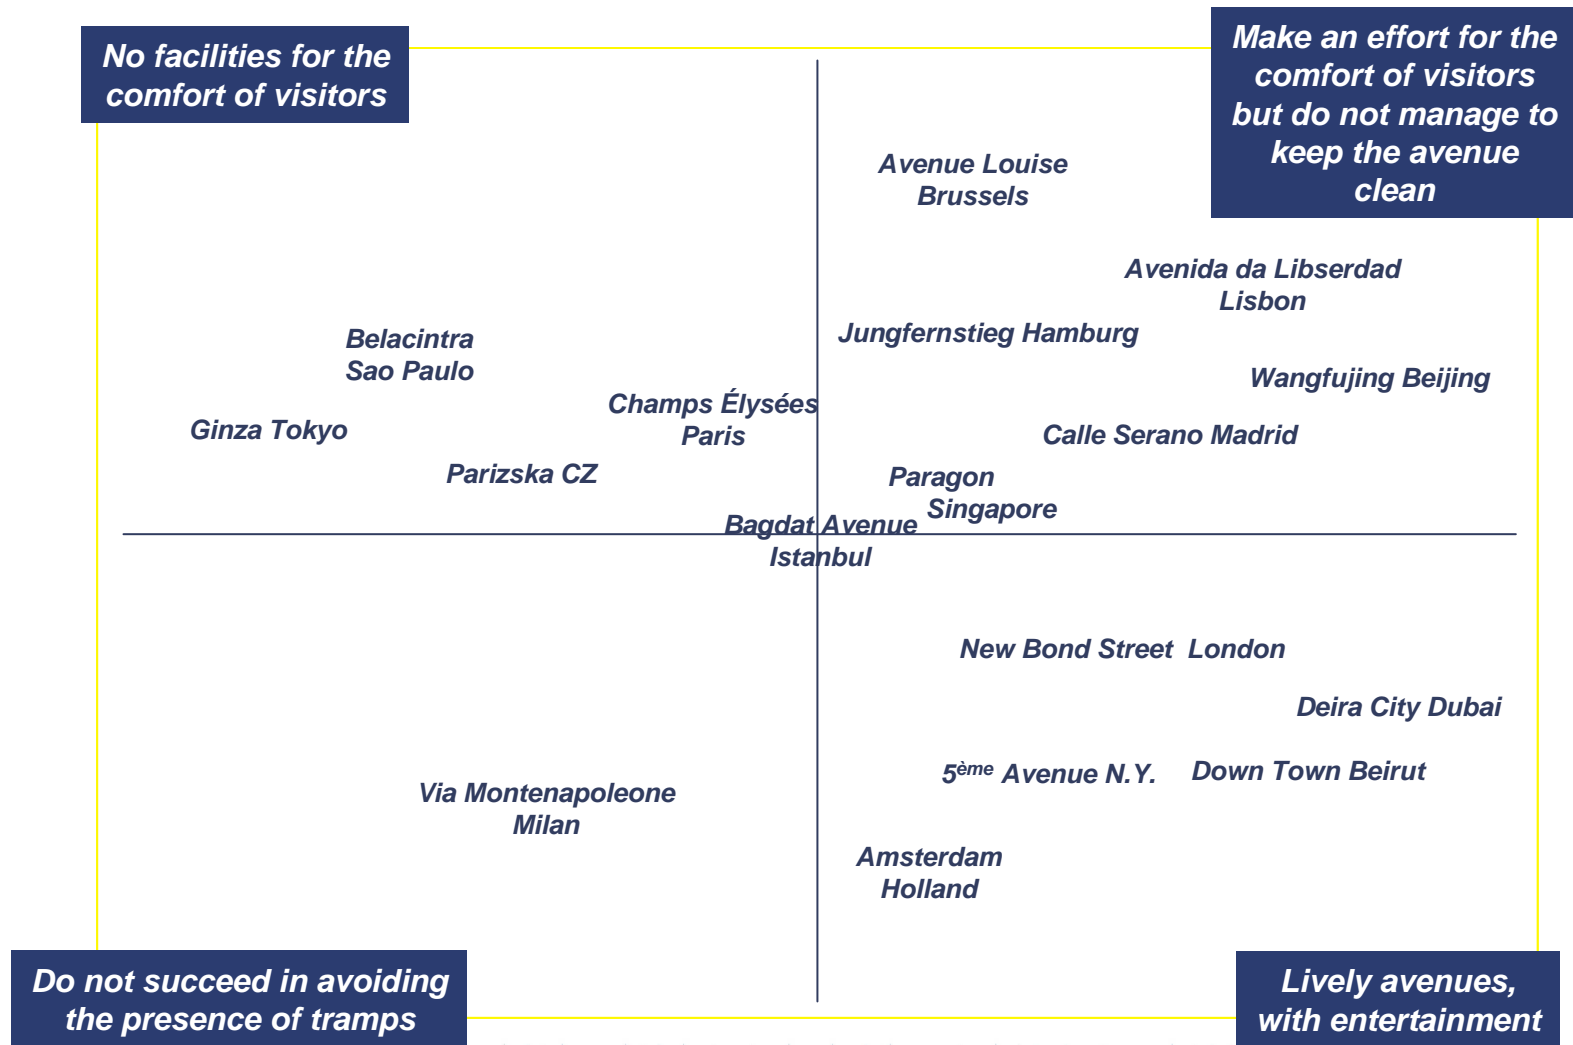 No facilities for the
comfort of visitors
Make an effort for the
comfort of visitors
but do not manage to
keep the avenue
clean
Avenue Louise
Brussels
Avenida da Libserdad
Lisbon
Jungfernstieg Hamburg
Belacintra
Sao Paulo
Wangfujing Beijing
Champs Élysées
Paris
Ginza Tokyo
Calle Serano Madrid
Parizska CZ
Paragon
Singapore
Bagdat Avenue
Istanbul
New Bond Street London
Deira City Dubai
5ème Avenue N.Y.
Down Town Beirut
Via Montenapoleone
Milan
Amsterdam
Holland
Do not succeed in avoiding
the presence of tramps
Lively avenues,
with entertainment